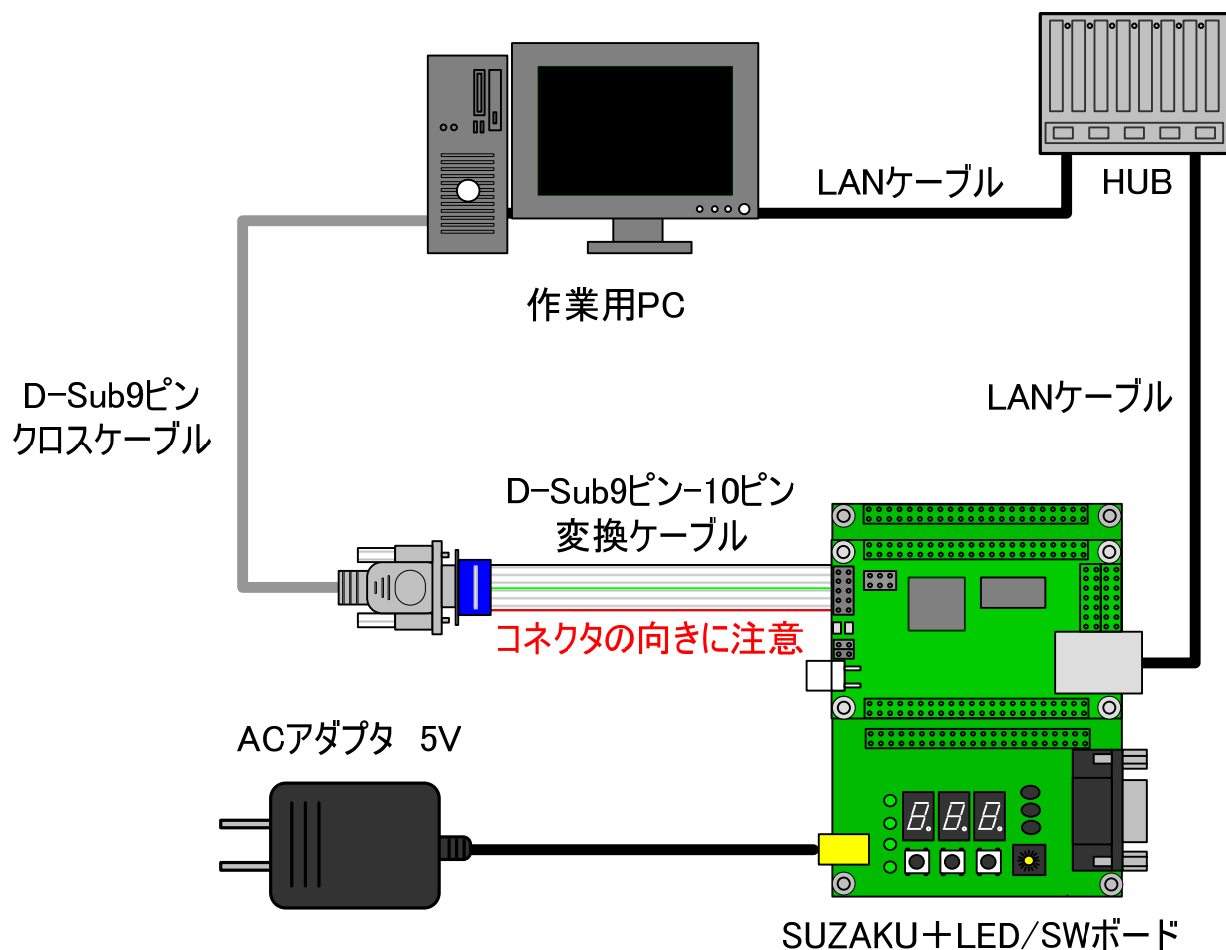 LANケーブル
HUB
作業用PC
D-Sub9ピン
クロスケーブル
LANケーブル
D-Sub9ピン-10ピン
変換ケーブル
コネクタの向きに注意
ACアダプタ 5V
8.8.8.
SUZAKU+LED/SWボード